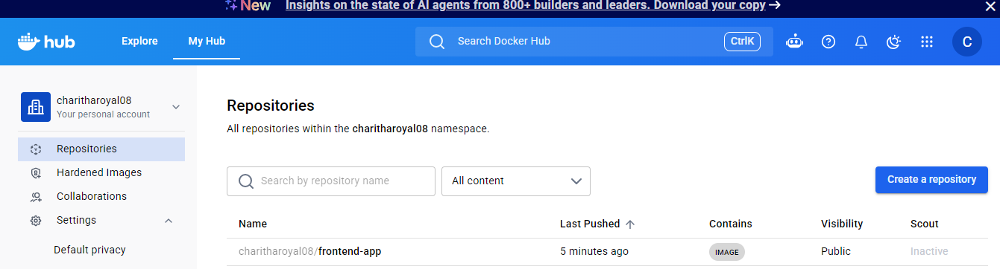 New Insights on the state of AI agents from 800+ builders and leaders. Download your copy →
hub Explore My Hub Search Docker Hub CtrlK C
charitharoyal08
Your personal account
Repositories
Hardened Images
Collaborations
Settings
Default privacy
Repositories
All repositories within the charitharoyal08 namespace.
Search by repository name All content Create a repository
Name Last Pushed ↑ Contains Visibility Scout
charitharoyal08/frontend-app 5 minutes ago IMAGE Public Inactive